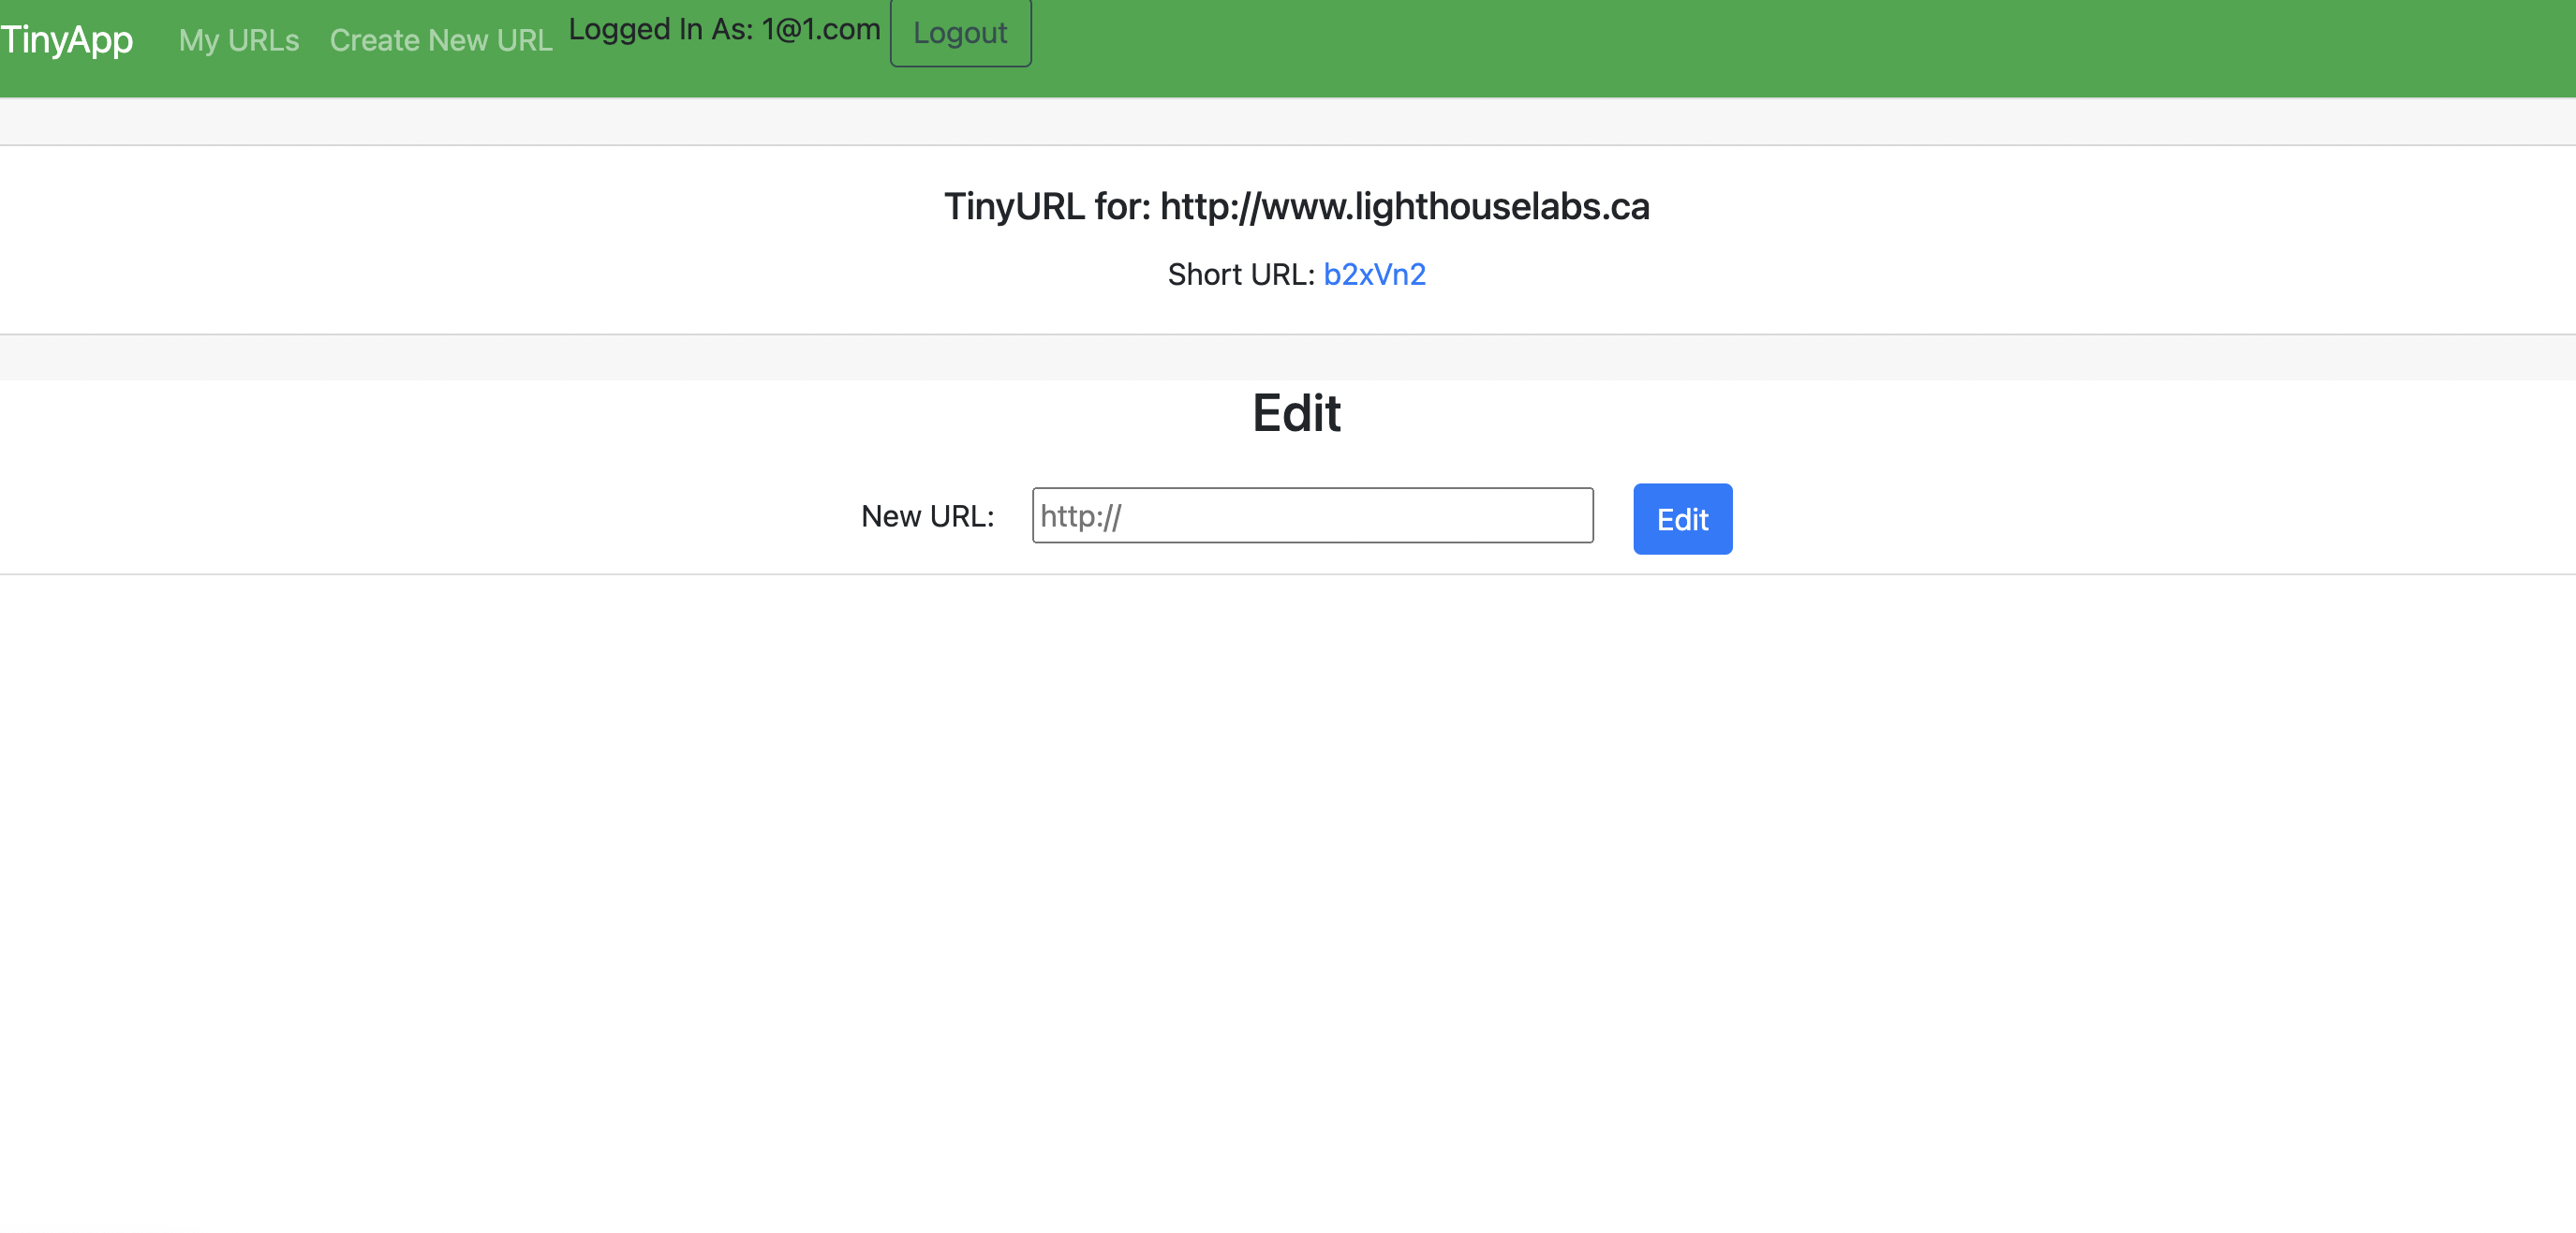 TinyApp My URLs Create New URL Logged In As: 1@1.com Logout
TinyURL for: http://www.lighthouselabs.ca
Short URL: b2xVn2
Edit
New URL: http:// Edit